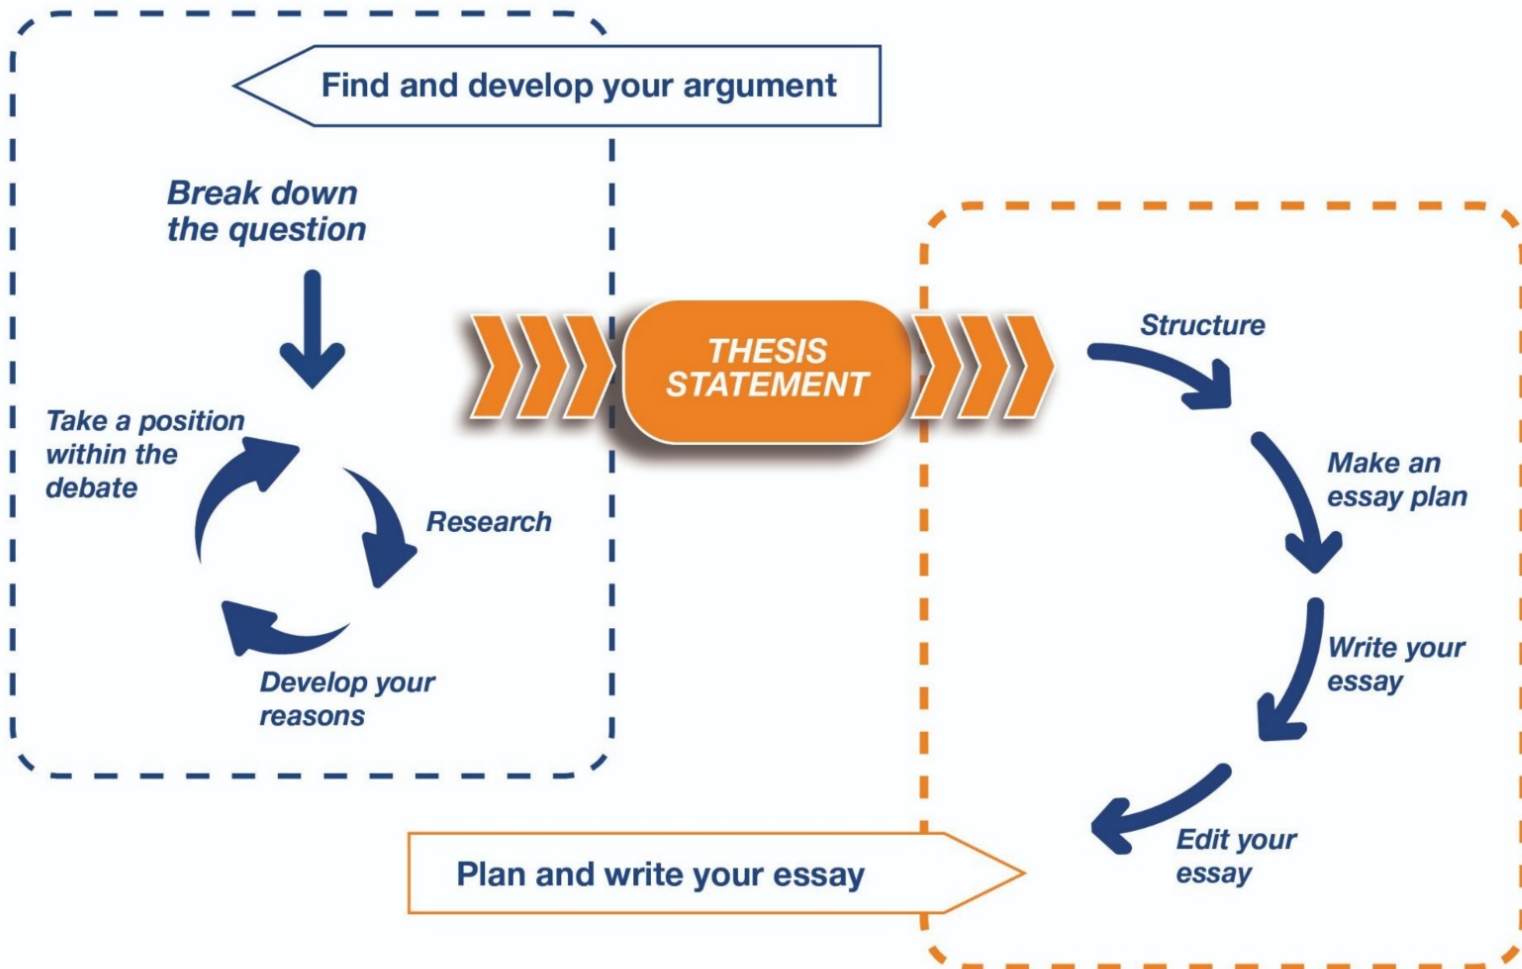 Find and develop your argument
Break down
the question
Take a position
within the
debate
Research
Develop your
reasons
THESIS
STATEMENT
Structure
Make an
essay plan
Write your
essay
Edit your
essay
Plan and write your essay